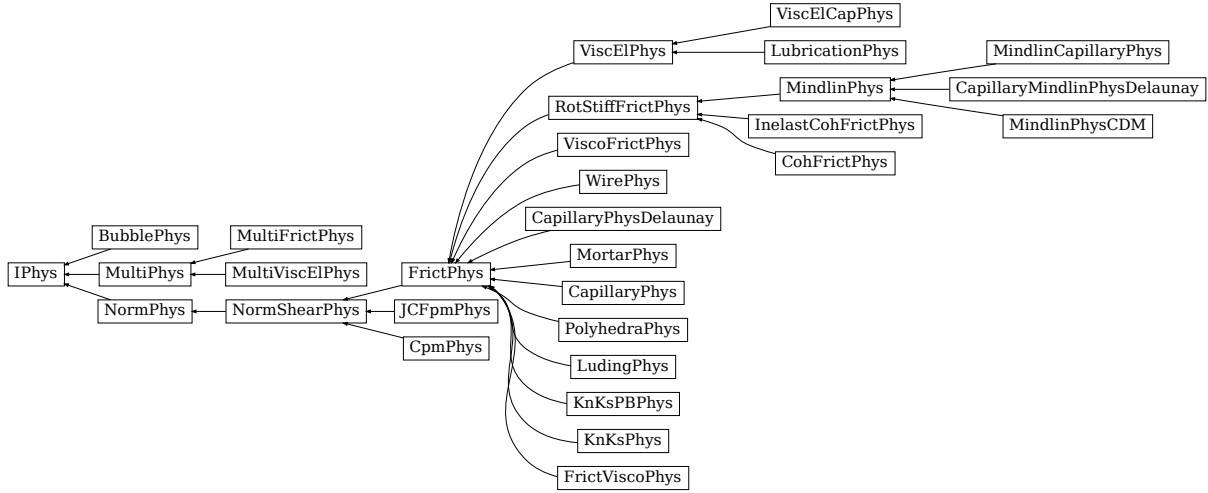 ViscElCapPhys
ViscElPhys
LubricationPhys
MindlinCapillaryPhys
MindlinPhys
CapillaryMindlinPhysDelaunay
RotStiffFrictPhys
InelastCohFrictPhys
MindlinPhysCDM
ViscoFrictPhys
CohFrictPhys
WirePhys
CapillaryPhysDelaunay
BubblePhys
MultiFrictPhys
MortarPhys
IPhys
MultiPhys
MultiViscElPhys
FrictPhys
CapillaryPhys
NormPhys
NormShearPhys
JCFpmPhys
PolyhedraPhys
CpmPhys
LudingPhys
KnKsPBPhys
KnKsPhys
FrictViscoPhys